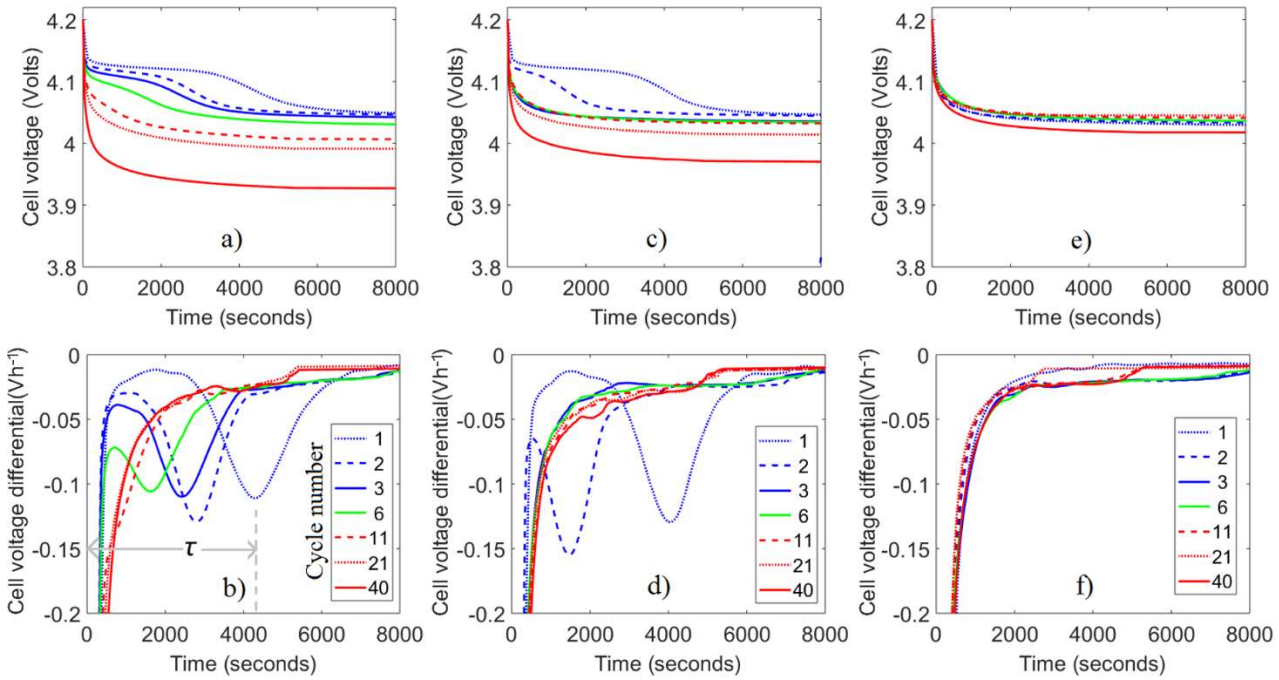 4.2
4.1
4
3.9
3.8
Cell voltage (Volts)
a)
0 2000 4000 6000 8000
Time (seconds)
4.2
4.1
4
3.9
3.8
Cell voltage (Volts)
c)
0 2000 4000 6000 8000
Time (seconds)
4.2
4.1
4
3.9
3.8
Cell voltage (Volts)
e)
0 2000 4000 6000 8000
Time (seconds)
0
-0.05
-0.1
-0.15
-0.2
Cell voltage differential(Vh⁻¹)
τ
b)
Cycle number
1
2
3
6
11
21
40
0 2000 4000 6000 8000
Time (seconds)
0
-0.05
-0.1
-0.15
-0.2
Cell voltage differential(Vh⁻¹)
d)
1
2
3
6
11
21
40
0 2000 4000 6000 8000
Time (seconds)
0
-0.05
-0.1
-0.15
-0.2
Cell voltage differential(Vh⁻¹)
f)
1
2
3
6
11
21
40
0 2000 4000 6000 8000
Time (seconds)